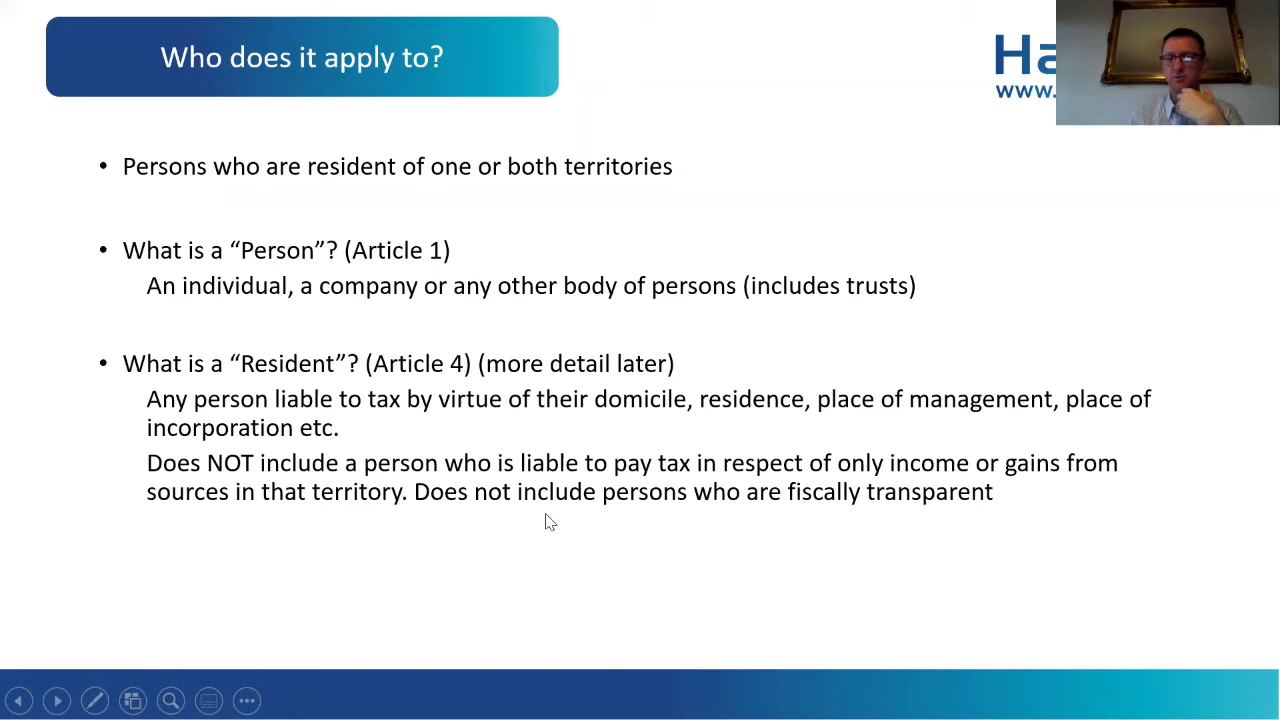 Who does it apply to?
Ha
www.
• Persons who are resident of one or both territories
• What is a “Person”? (Article 1)
An individual, a company or any other body of persons (includes trusts)
• What is a “Resident”? (Article 4) (more detail later)
Any person liable to tax by virtue of their domicile, residence, place of management, place of
incorporation etc.
Does NOT include a person who is liable to pay tax in respect of only income or gains from
sources in that territory. Does not include persons who are fiscally transparent